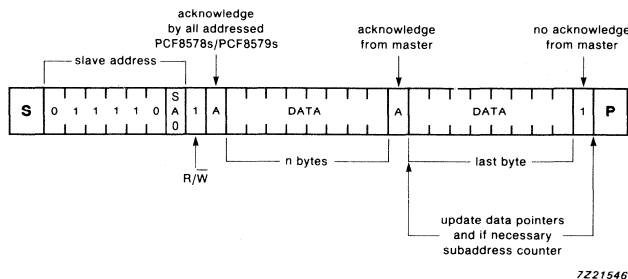 acknowledge
by all addressed
PCF8578s/PCF8579s
acknowledge
from master
no acknowledge
from master
slave address
S 0 1 1 1 1 0 S A 0 1 A DATA A DATA 1 P
R/W̅
n bytes
last byte
update data pointers
and if necessary
subaddress counter
7Z21546